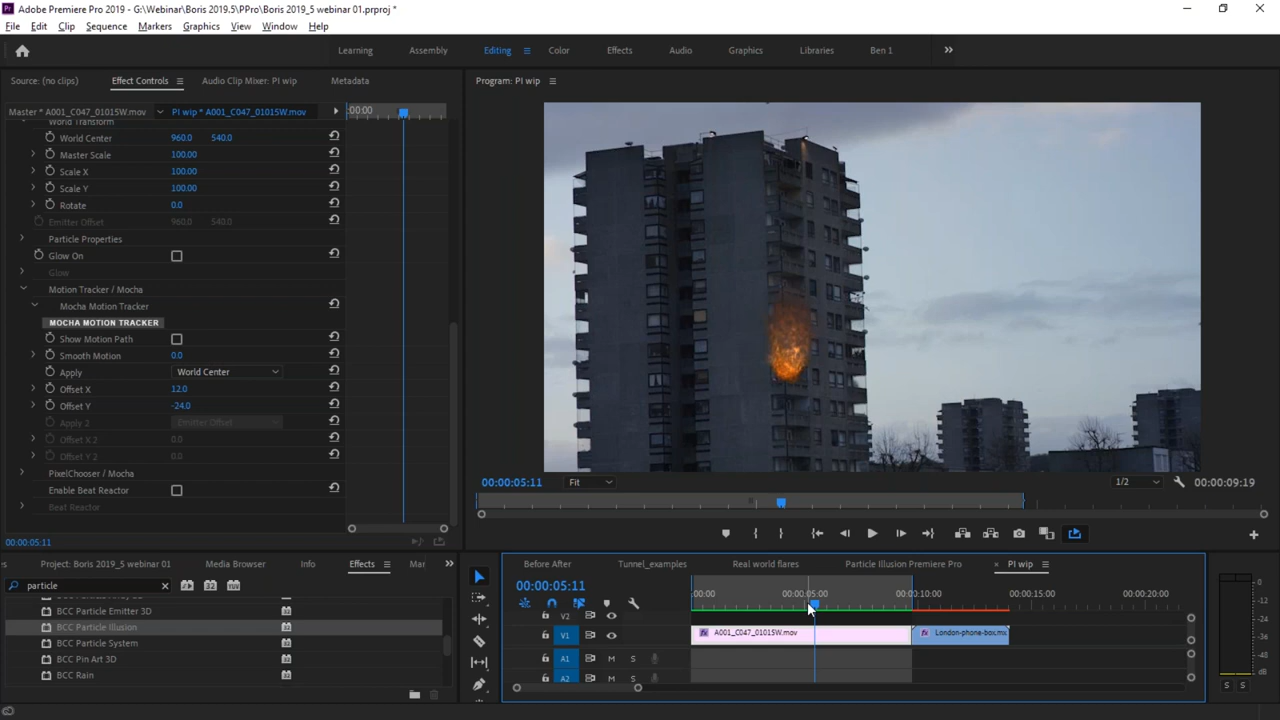 Adobe Premiere Pro 2019 - G:\Webinar\Boris 2019.5\PPro\Boris 2019_5 webinar 01.prproj *
File Edit Clip Sequence Markers Graphics View Window Help
Learning Assembly Editing Color Effects Audio Graphics Libraries Ben 1
Source: (no clips) Effect Controls Audio Clip Mixer: PI wip Metadata
Program: PI wip
Master * A001_C047_01015W.mov PI wip * A001_C047_01015W.mov :00:00
World Transform
World Center 960.0 540.0
Master Scale 100.00
Scale X 100.00
Scale Y 100.00
Rotate 0.0
Emitter Offset 960.0 540.0
Particle Properties
Glow On
Glow
Motion Tracker / Mocha
Mocha Motion Tracker
MOCHA MOTION TRACKER
Show Motion Path
Smooth Motion 0.0
Apply World Center
Offset X 12.0
Offset Y -24.0
Apply 2 Emitter Offset
Offset X 2 0.0
Offset Y 2 0.0
PixelChooser / Mocha
Enable Beat Reactor
Beat Reactor
00:00:05:11
00:00:05:11 Fit 1/2 00:00:09:19
Project: Boris 2019_5 webinar 01 Media Browser Info Effects Mar
particle
BCC Particle Emitter 3D
BCC Particle Illusion
BCC Particle System
BCC Pin Art 3D
BCC Rain
Before After Tunnel_examples Real world flares Particle Illusion Premiere Pro × PI wip
00:00:05:11
:00:00 00:00:05:00 00:00:10:00 00:00:15:00 00:00:20:00
V2
V1 fx A001_C047_01015W.mov fx London-phone-box.mx
A1 M S
A2 M S
0
-12
-24
-36
-48
dB
S S